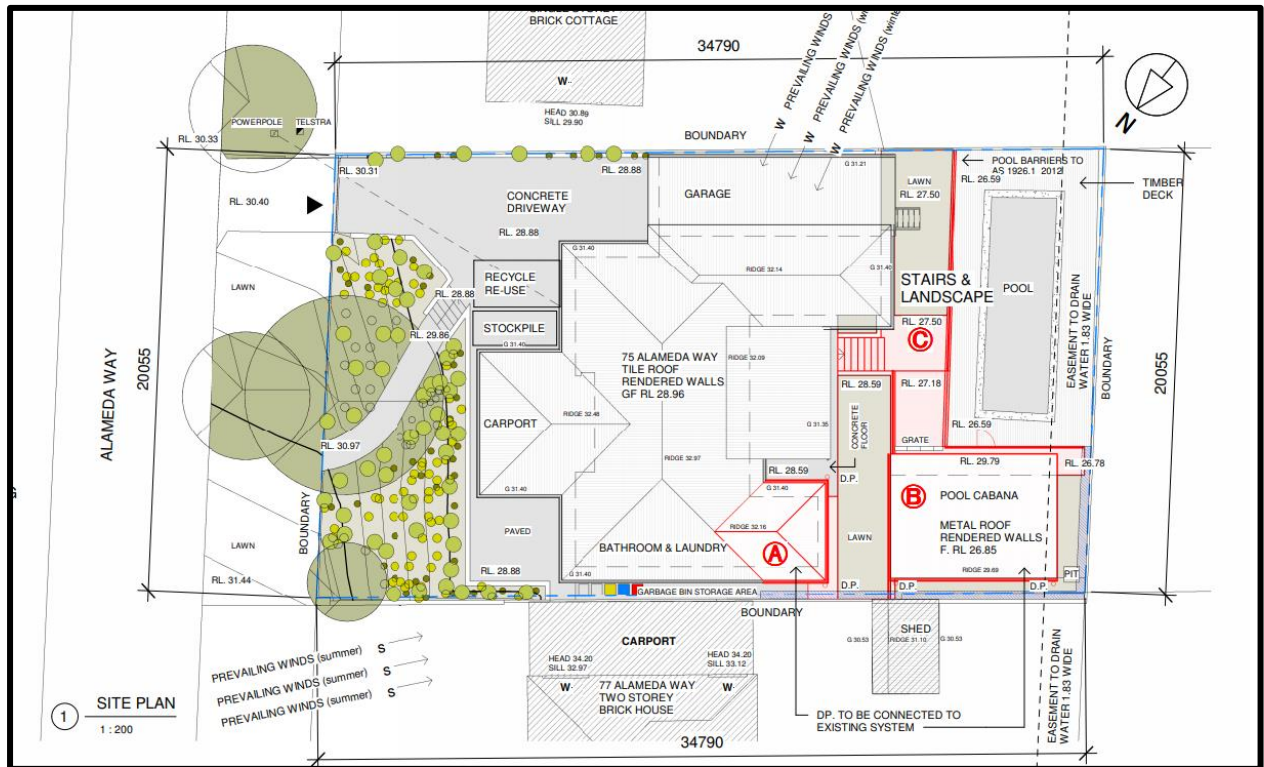 BRICK COTTAGE
34790
PREVAILING WINDS
PREVAILING WINDS
PREVAILING WINDS
W
W
W
W
HEAD 30.89
SILL 29.90
N
POWERPOLE
TELSTRA
RL. 30.33
BOUNDARY
RL. 30.31
RL. 28.88
G 31.21
LAWN
RL. 27.50
POOL BARRIERS TO
AS 1926.1 2012
RL. 26.59
TIMBER
DECK
RL. 30.40
CONCRETE
DRIVEWAY
RL. 28.88
GARAGE
G 31.40
G 31.40
RIDGE 32.14
LAWN
RECYCLE
RE-USE
RL. 28.88
STAIRS &
LANDSCAPE
POOL
STOCKPILE
RL. 29.86
G 31.40
RL. 27.50
C
EASEMENT TO DRAIN
WATER 1.83 WIDE
BOUNDARY
ALAMEDA WAY
20055
20055
75 ALAMEDA WAY
TILE ROOF
RENDERED WALLS
GF RL 28.96
RIDGE 32.09
RL. 28.59
RL. 27.18
CARPORT
RIDGE 32.48
G 31.35
CONCRETE
FLOOR
RL. 26.59
GRATE
RL. 30.97
RIDGE 32.97
RL. 28.59
RL. 29.79
RL. 26.78
G 31.40
G 31.40
D.P.
B
POOL CABANA
METAL ROOF
RENDERED WALLS
F. RL 26.85
RIDGE 29.69
PAVED
RIDGE 32.16
A
BATHROOM & LAUNDRY
LAWN
LAWN
BOUNDARY
RL. 31.44
RL. 28.88
G 31.40
D.P.
D.P
D.P
PIT
GARBAGE BIN STORAGE AREA
BOUNDARY
CARPORT
SHED
G 30.53
RIDGE 31.10
G 30.53
PREVAILING WINDS (summer) S
PREVAILING WINDS (summer) S
PREVAILING WINDS (summer) S
HEAD 34.20
SILL 32.97
HEAD 34.20
SILL 33.12
W
W
77 ALAMEDA WAY
TWO STOREY
BRICK HOUSE
EASEMENT TO DRAIN
WATER 1.83 WIDE
1
SITE PLAN
1 : 200
DP. TO BE CONNECTED TO
EXISTING SYSTEM
34790